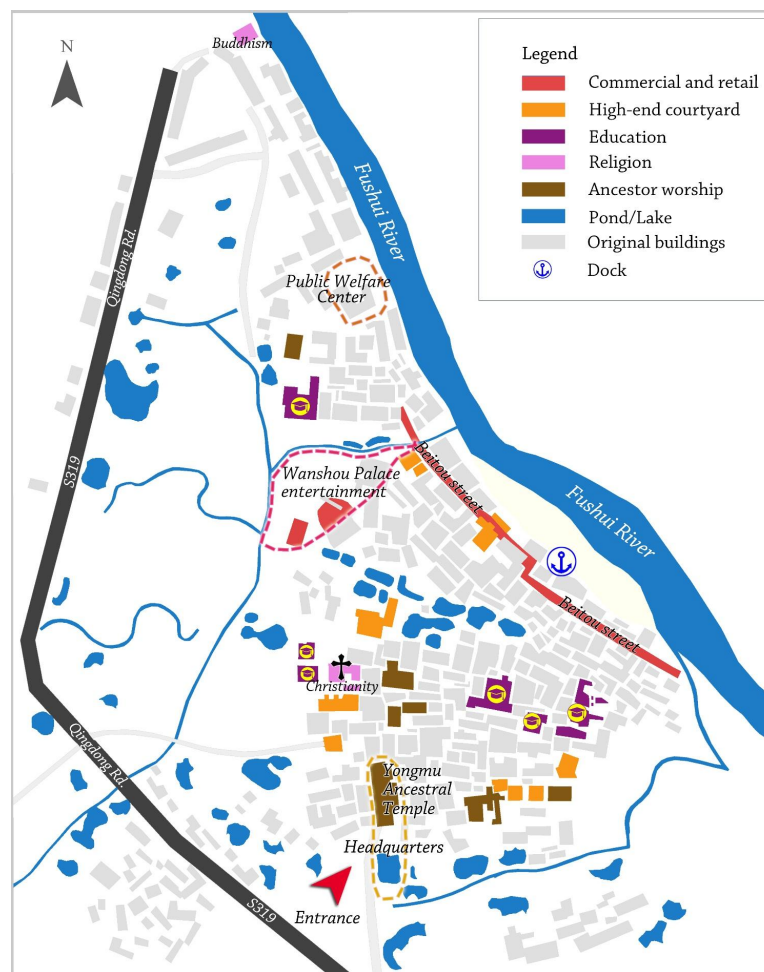 N
Buddhism
Legend
Commercial and retail
High-end courtyard
Education
Religion
Ancestor worship
Pond/Lake
Original buildings
Dock
Fushui River
Qingdong Rd.
Public Welfare
Center
S319
Wanshou Palace
entertainment
Beitou street
Fushui River
Beitou street
Christianity
Qingdong Rd.
Yongmu
Ancestral
Temple
Headquarters
S319
Entrance